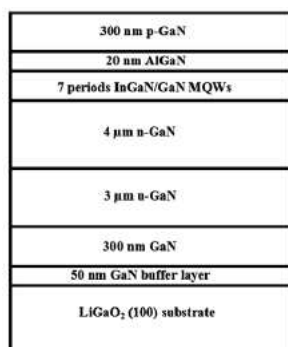 300 nm p-GaN
20 nm AlGaN
7 periods InGaN/GaN MQWs
4 μm n-GaN
3 μm u-GaN
300 nm GaN
50 nm GaN buffer layer
LiGaO₂ (100) substrate